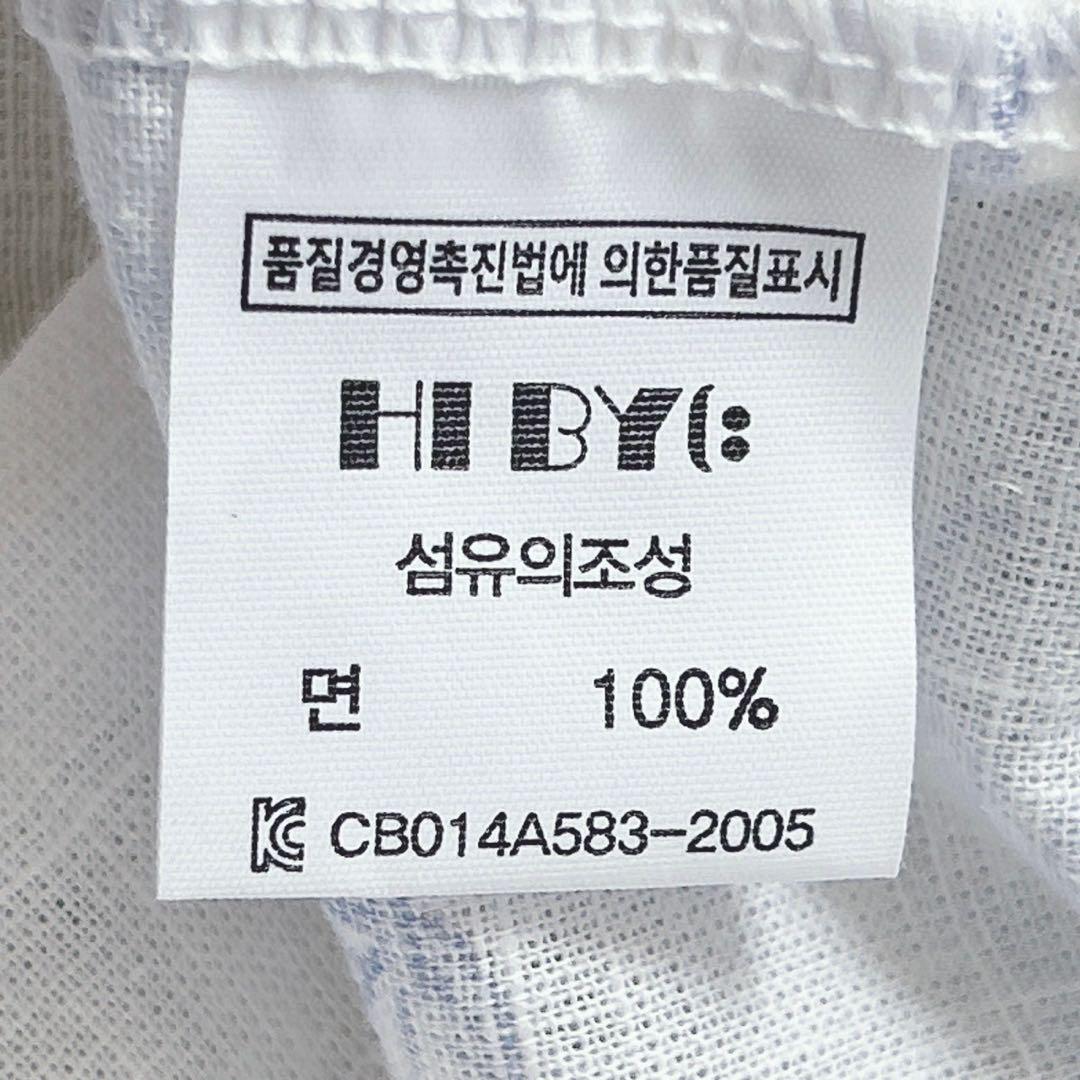 품질경영촉진법에 의한품질표시
HI BY(:
섬유의조성
면 100%
KC CB014A583-2005